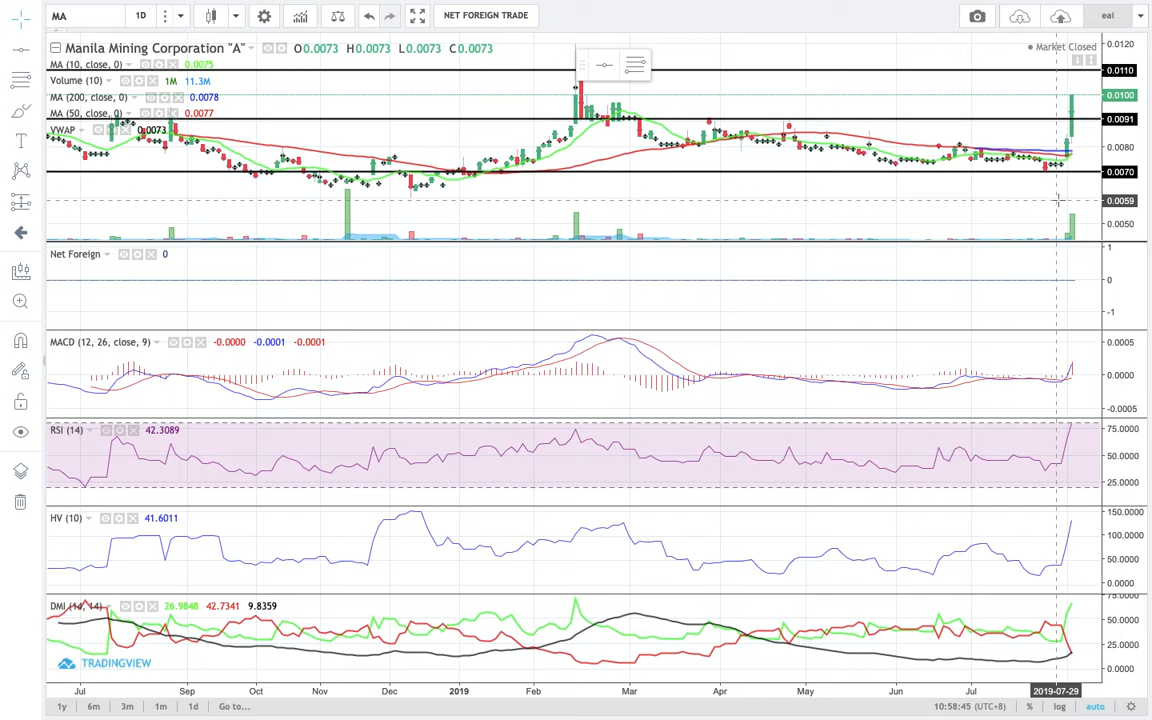 MA 1D NET FOREIGN TRADE eal
Manila Mining Corporation "A" O0.0073 H0.0073 L0.0073 C0.0073
Market Closed
MA (10, close, 0) 0.0075
Volume (10) 1M 11.3M
MA (200, close, 0) 0.0078
MA (50, close, 0) 0.0077
VWAP 0.0073
0.0120
0.0110
0.0100
0.0091
0.0080
0.0070
0.0059
0.0050
Net Foreign 0
1
0
-1
MACD (12, 26, close, 9) -0.0000 -0.0001 -0.0001
0.0005
0.0000
-0.0005
RSI (14) 42.3089
75.0000
50.0000
25.0000
HV (10) 41.6011
150.0000
100.0000
50.0000
0.0000
DMI (14, 14) 26.9848 42.7341 9.8359
75.0000
50.0000
25.0000
0.0000
TRADINGVIEW
Jul Sep Oct Nov Dec 2019 Feb Mar Apr May Jun Jul 2019-07-29
1y 6m 3m 1m 1d Go to... 10:58:45 (UTC+8) % log auto